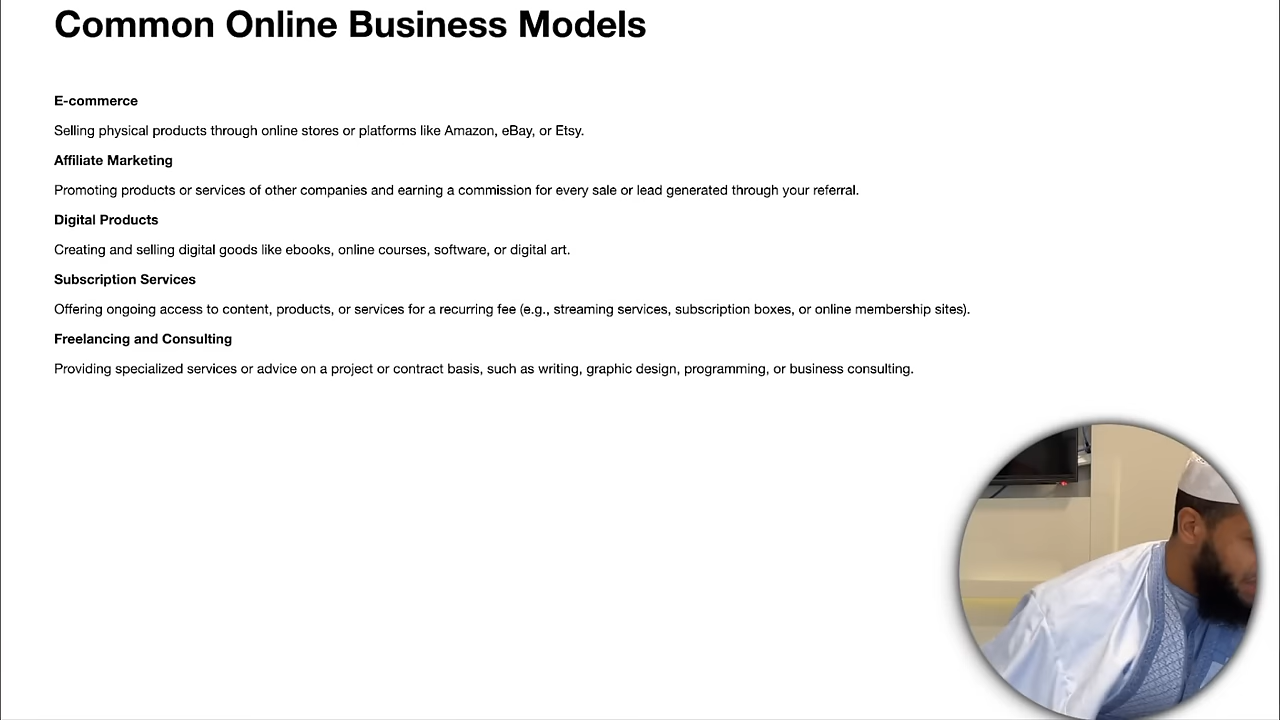 Common Online Business Models
E-commerce
Selling physical products through online stores or platforms like Amazon, eBay, or Etsy.
Affiliate Marketing
Promoting products or services of other companies and earning a commission for every sale or lead generated through your referral.
Digital Products
Creating and selling digital goods like ebooks, online courses, software, or digital art.
Subscription Services
Offering ongoing access to content, products, or services for a recurring fee (e.g., streaming services, subscription boxes, or online membership sites).
Freelancing and Consulting
Providing specialized services or advice on a project or contract basis, such as writing, graphic design, programming, or business consulting.